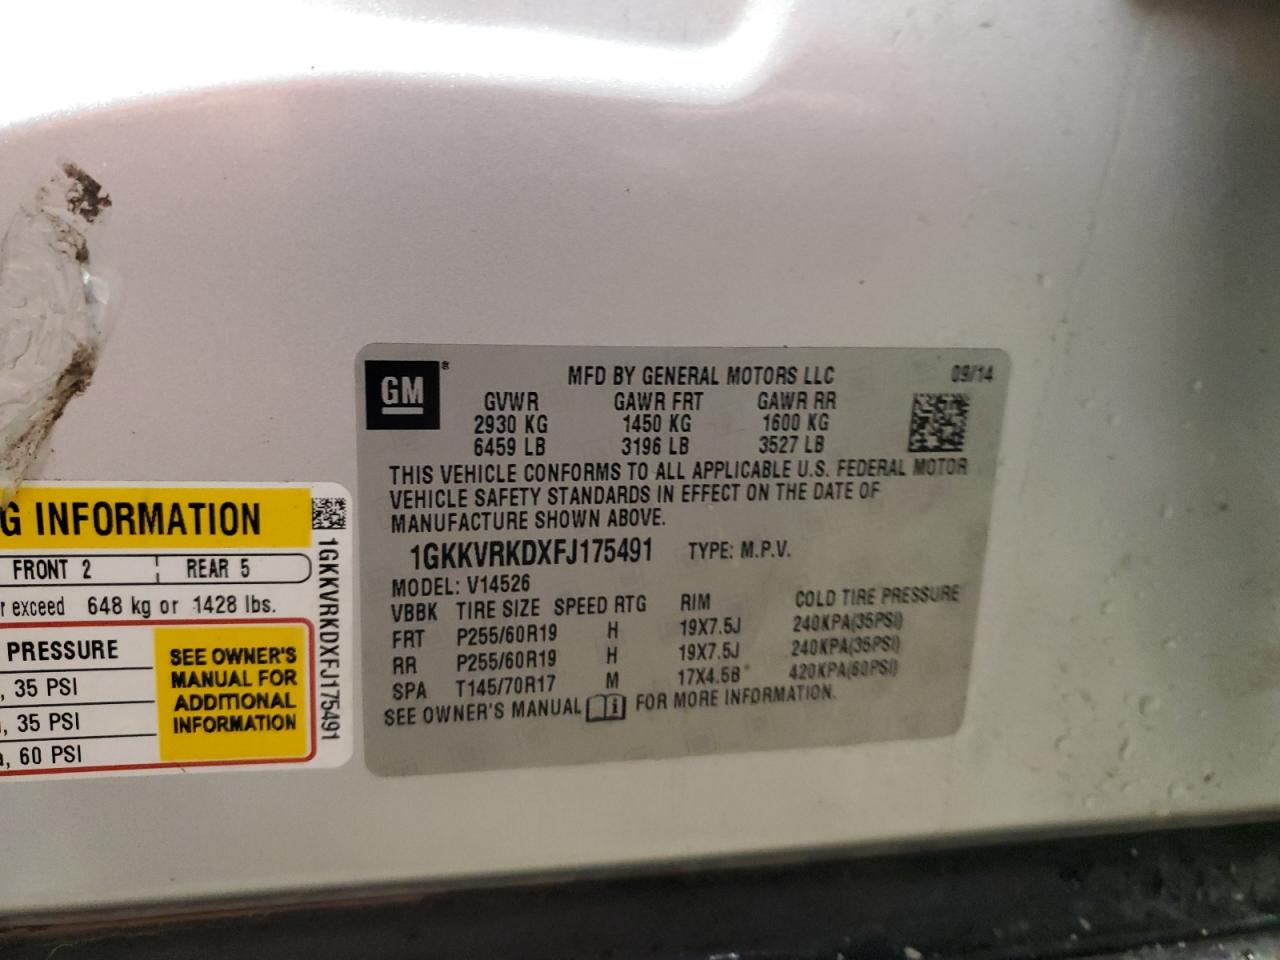 G INFORMATION
FRONT 2 REAR 5
r exceed 648 kg or 1428 lbs.
PRESSURE
, 35 PSI
, 35 PSI
, 60 PSI
SEE OWNER'S
MANUAL FOR
ADDITIONAL
INFORMATION
1GKKVRKDXFJ175491
GM®
MFD BY GENERAL MOTORS LLC 09/14
GVWR GAWR FRT GAWR RR
2930 KG 1450 KG 1600 KG
6459 LB 3196 LB 3527 LB
THIS VEHICLE CONFORMS TO ALL APPLICABLE U.S. FEDERAL MOTOR
VEHICLE SAFETY STANDARDS IN EFFECT ON THE DATE OF
MANUFACTURE SHOWN ABOVE.
1GKKVRKDXFJ175491 TYPE: M.P.V.
MODEL: V14526
VBBK TIRE SIZE SPEED RTG RIM COLD TIRE PRESSURE
FRT P255/60R19 H 19X7.5J 240KPA(35PSI)
RR P255/60R19 H 19X7.5J 240KPA(35PSI)
SPA T145/70R17 M 17X4.5B 420KPA(60PSI)
SEE OWNER'S MANUAL FOR MORE INFORMATION.